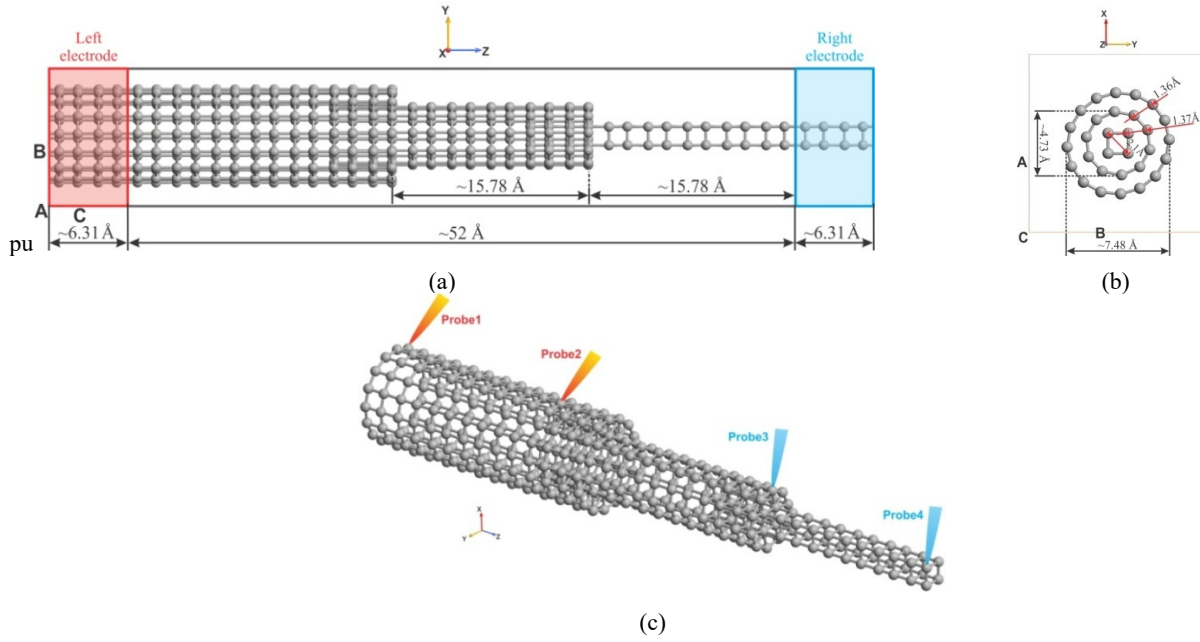 Y
X
Z
Left
electrode
Right
electrode
B
A
C
~15.78 Å
~15.78 Å
pu
~6.31 Å
~52 Å
~6.31 Å
(a)
X
Z
Y
1.36Å
1.37Å
~4.73 Å
A
C
B
~7.48 Å
(b)
Probe1
Probe2
Probe3
Probe4
X
Y
Z
(c)